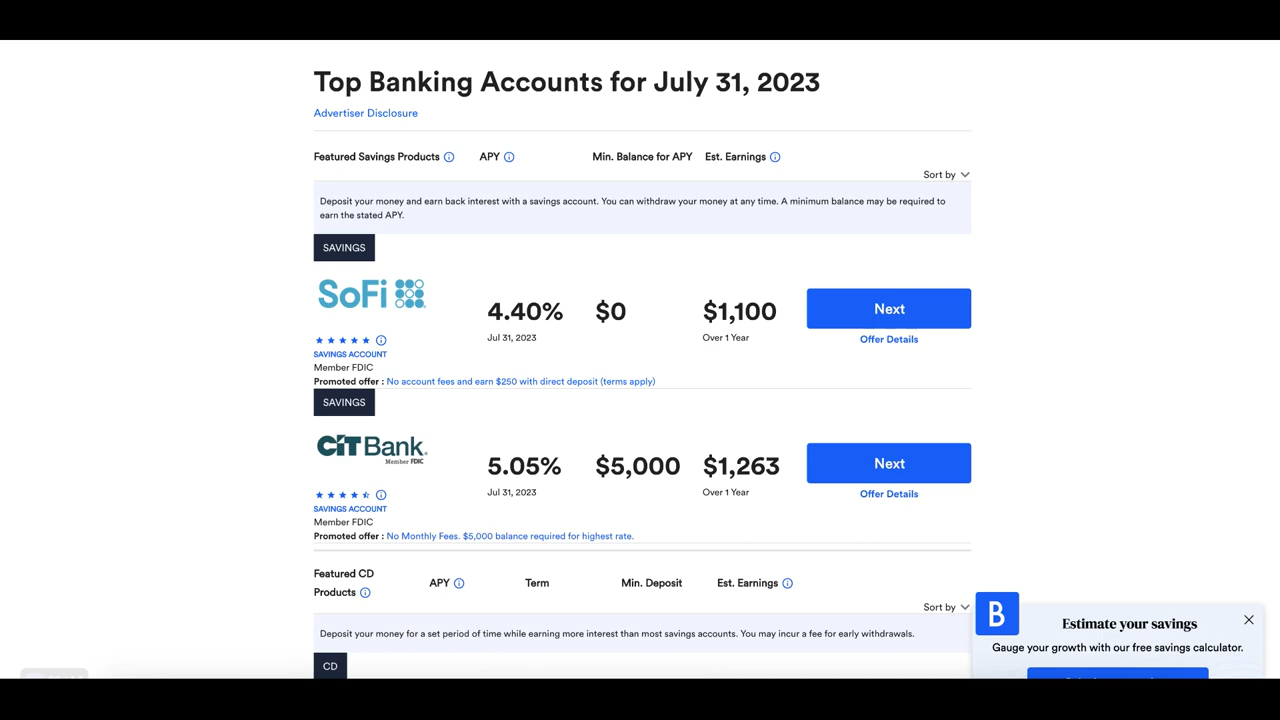 Top Banking Accounts for July 31, 2023
Advertiser Disclosure
Featured Savings Products APY Min. Balance for APY Est. Earnings
Sort by
Deposit your money and earn back interest with a savings account. You can withdraw your money at any time. A minimum balance may be required to
earn the stated APY.
SAVINGS
SoFi
4.40% $0 $1,100 Next
Jul 31, 2023 Over 1 Year Offer Details
SAVINGS ACCOUNT
Member FDIC
Promoted offer : No account fees and earn $250 with direct deposit (terms apply)
SAVINGS
CiT Bank
Member FDIC
5.05% $5,000 $1,263 Next
Jul 31, 2023 Over 1 Year Offer Details
SAVINGS ACCOUNT
Member FDIC
Promoted offer : No Monthly Fees. $5,000 balance required for highest rate.
Featured CD
Products
APY Term Min. Deposit Est. Earnings
Sort by
Deposit your money for a set period of time while earning more interest than most savings accounts. You may incur a fee for early withdrawals.
CD
B
Estimate your savings
Gauge your growth with our free savings calculator.